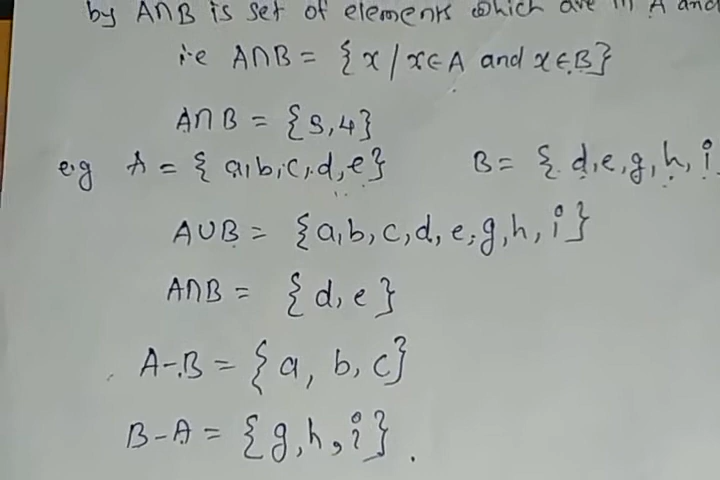 by A∩B is set of elements which are in A and
i.e A∩B = {x / x∈A and x∈B}
A∩B = {3,4}
e.g A = {a,b,c,d,e} B = {d,e,g,h,i
A∪B = {a,b,c,d,e,g,h,i}
A∩B = {d,e}
A-B = {a, b, c}
B-A = {g,h,i}.